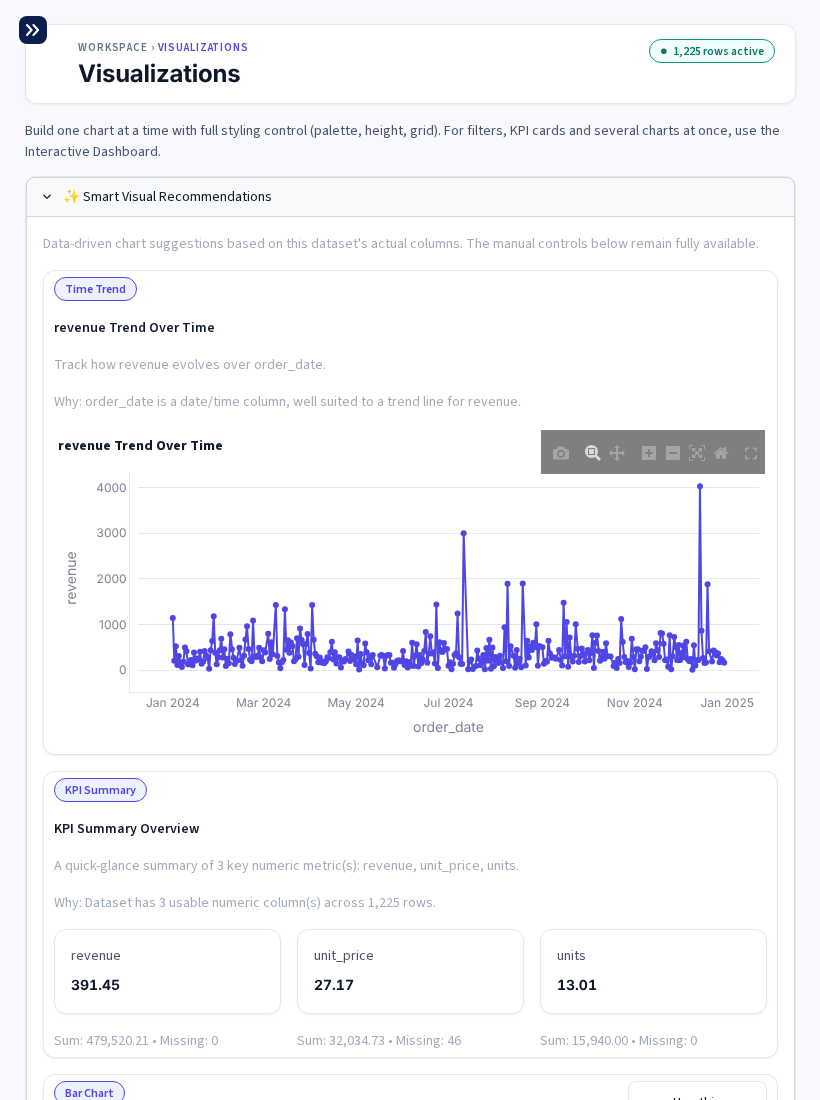 WORKSPACE › VISUALIZATIONS
Visualizations
1,225 rows active
Build one chart at a time with full styling control (palette, height, grid). For filters, KPI cards and several charts at once, use the
Interactive Dashboard.
✨ Smart Visual Recommendations
Data-driven chart suggestions based on this dataset's actual columns. The manual controls below remain fully available.
Time Trend
revenue Trend Over Time
Track how revenue evolves over order_date.
Why: order_date is a date/time column, well suited to a trend line for revenue.
revenue Trend Over Time
4000
3000
2000
1000
0
revenue
Jan 2024 Mar 2024 May 2024 Jul 2024 Sep 2024 Nov 2024 Jan 2025
order_date
KPI Summary
KPI Summary Overview
A quick-glance summary of 3 key numeric metric(s): revenue, unit_price, units.
Why: Dataset has 3 usable numeric column(s) across 1,225 rows.
revenue unit_price units
391.45 27.17 13.01
Sum: 479,520.21 • Missing: 0 Sum: 32,034.73 • Missing: 46 Sum: 15,940.00 • Missing: 0
Bar Chart